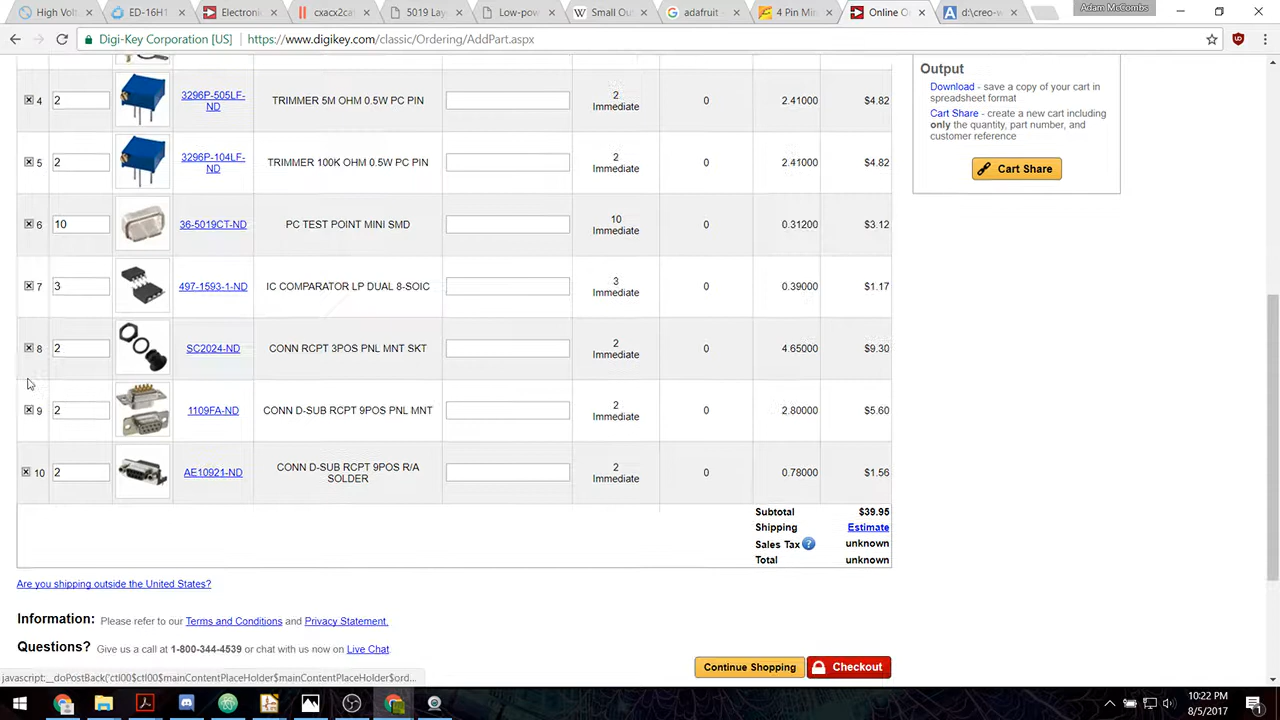 High Volt
ED-16H1
Electroni
cxacx2ca
5019 Lay
Low-pow
Small Ou
adafruit -
4 Pin Mi
Online O
d:\creo-w
Adam McCombs
Digi-Key Corporation [US]
https://www.digikey.com/classic/Ordering/AddPart.aspx
4
2
3296P-505LF-
ND
TRIMMER 5M OHM 0.5W PC PIN
2
Immediate
0
2.41000
$4.82
5
2
3296P-104LF-
ND
TRIMMER 100K OHM 0.5W PC PIN
2
Immediate
0
2.41000
$4.82
6
10
36-5019CT-ND
PC TEST POINT MINI SMD
10
Immediate
0
0.31200
$3.12
7
3
497-1593-1-ND
IC COMPARATOR LP DUAL 8-SOIC
3
Immediate
0
0.39000
$1.17
8
2
SC2024-ND
CONN RCPT 3POS PNL MNT SKT
2
Immediate
0
4.65000
$9.30
9
2
1109FA-ND
CONN D-SUB RCPT 9POS PNL MNT
2
Immediate
0
2.80000
$5.60
10
2
AE10921-ND
CONN D-SUB RCPT 9POS R/A
SOLDER
2
Immediate
0
0.78000
$1.56
Subtotal $39.95
Shipping Estimate
Sales Tax ? unknown
Total unknown
Output
Download - save a copy of your cart in
spreadsheet format
Cart Share - create a new cart including
only the quantity, part number, and
customer reference
Cart Share
Are you shipping outside the United States?
Information: Please refer to our Terms and Conditions and Privacy Statement.
Questions? Give us a call at 1-800-344-4539 or chat with us now on Live Chat.
Continue Shopping
Checkout
javascript:__doPostBack('ctl00$ctl00$mainContentPlaceHolder$mainContentPlaceHolder$ord...
10:22 PM
8/5/2017